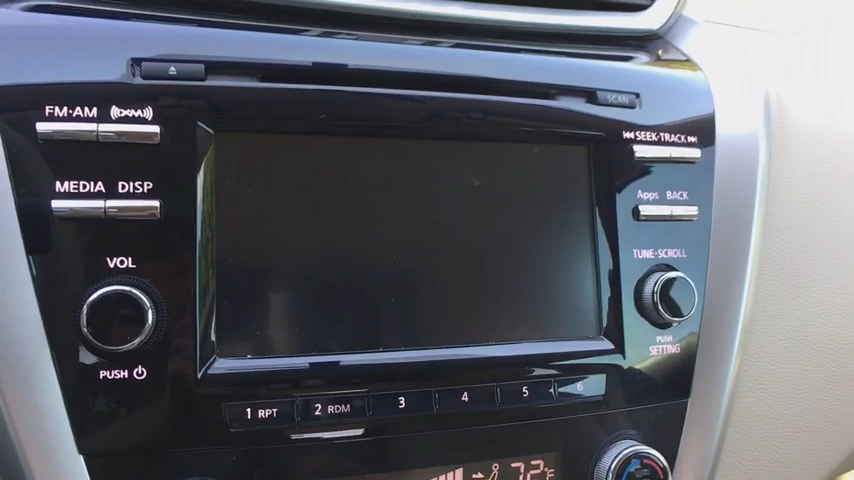 SCAN
FM·AM XM
SEEK·TRACK
MEDIA DISP
Apps BACK
VOL
TUNE·SCROLL
PUSH
PUSH
SETTING
1 RPT 2 RDM 3 4 5 6
72°F